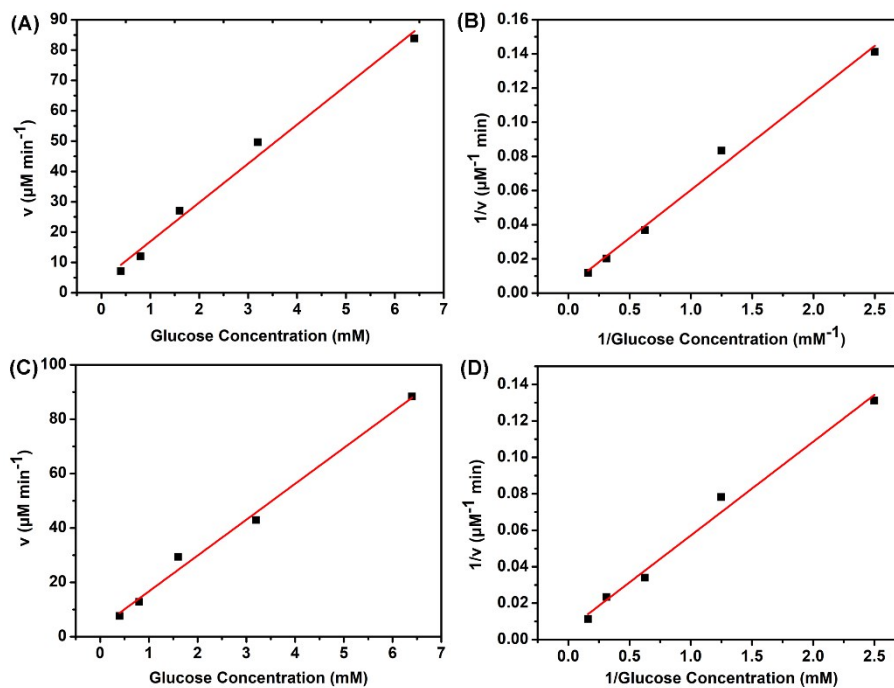 (A)
90
80
70
60
50
40
30
20
10
0
v (µM min⁻¹)
0 1 2 3 4 5 6 7
Glucose Concentration (mM)
(B)
0.16
0.14
0.12
0.10
0.08
0.06
0.04
0.02
0.00
1/v (µM⁻¹ min)
0.0 0.5 1.0 1.5 2.0 2.5
1/Glucose Concentration (mM⁻¹)
(C)
100
80
60
40
20
0
v (µM min⁻¹)
0 1 2 3 4 5 6 7
Glucose Concentration (mM)
(D)
0.14
0.12
0.10
0.08
0.06
0.04
0.02
0.00
1/v (µM⁻¹ min)
0.0 0.5 1.0 1.5 2.0 2.5
1/Glucose Concentration (mM)